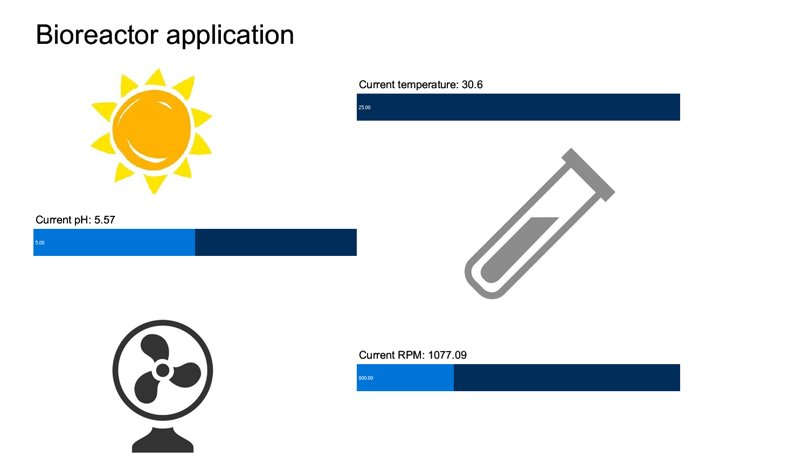 Bioreactor application
Current temperature: 30.6
25.00
Current pH: 5.57
5.00
Current RPM: 1077.09
800.00